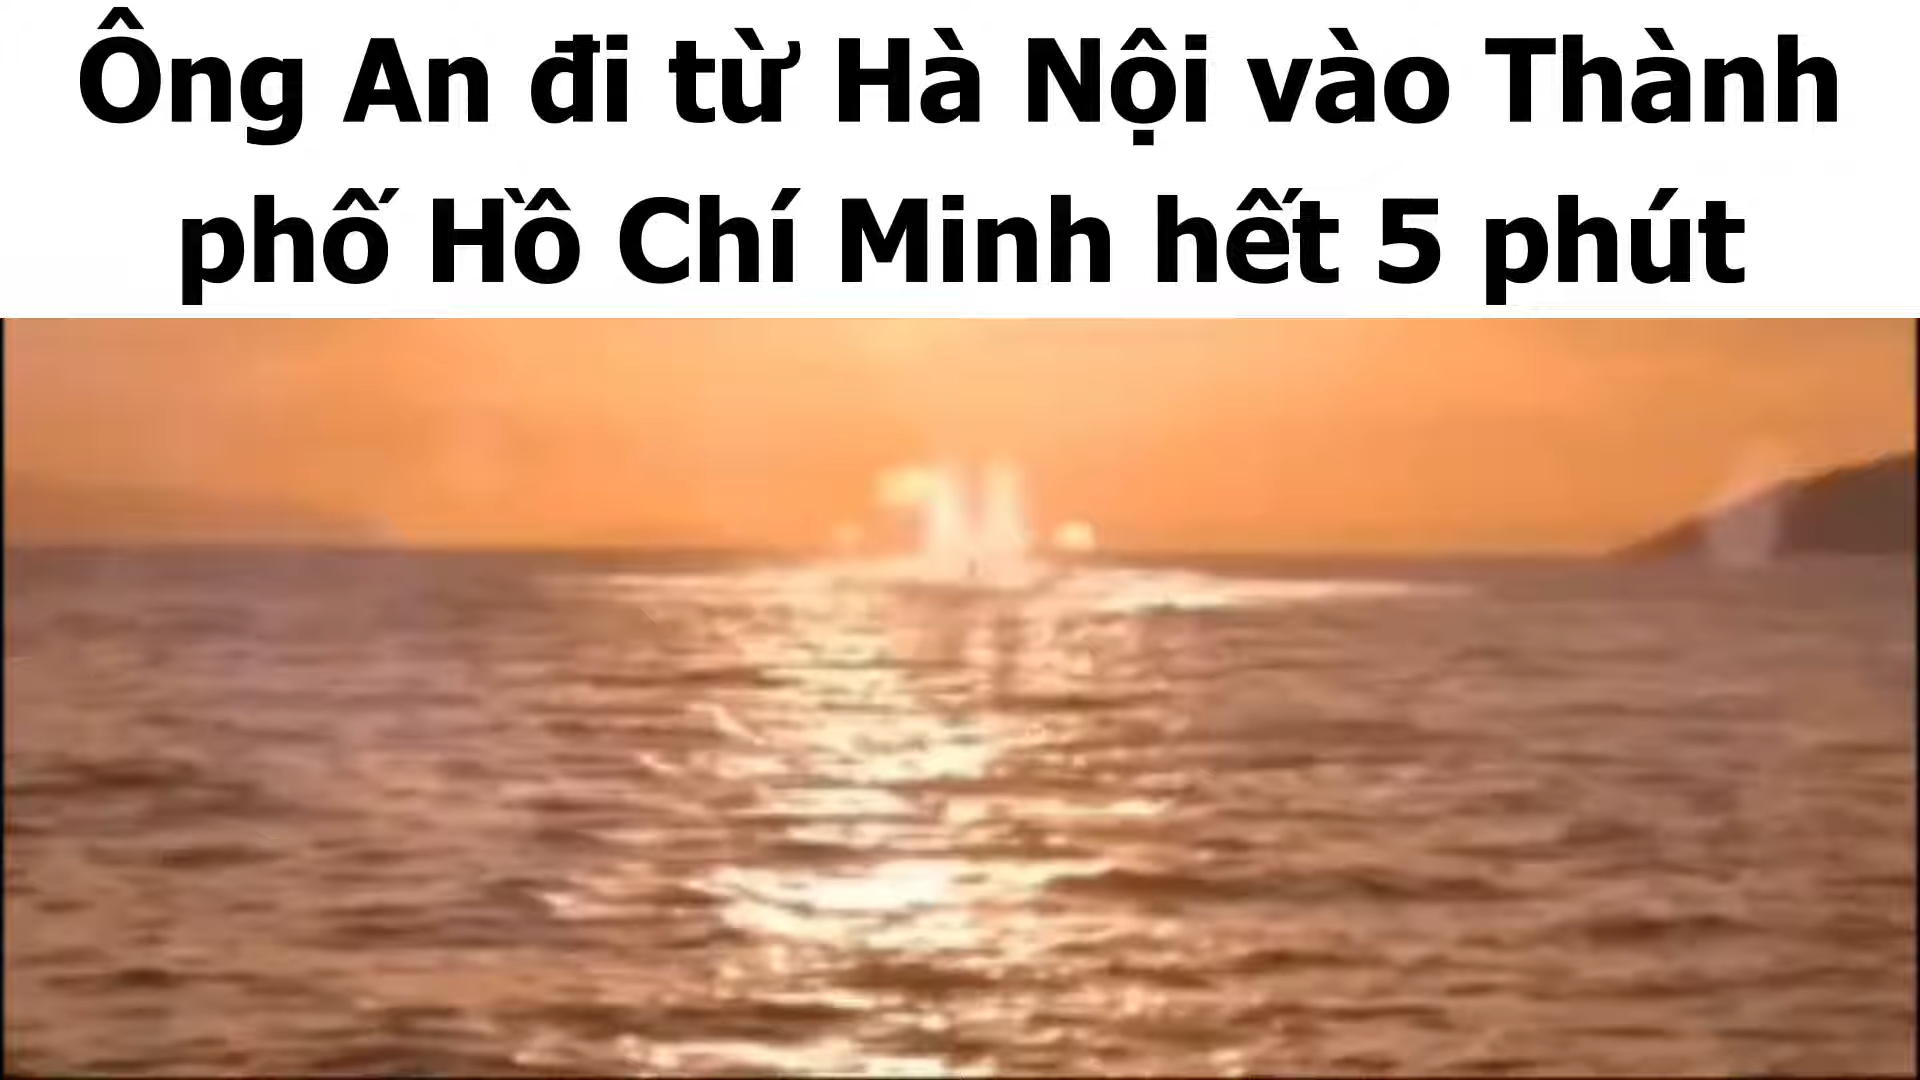 Ông An đi từ Hà Nội vào Thành
phố Hồ Chí Minh hết 5 phút